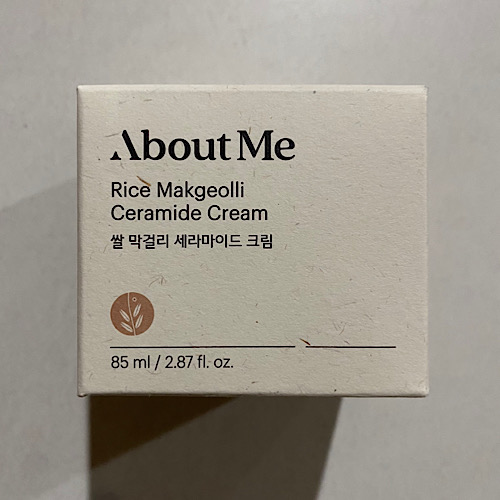 About Me
Rice Makgeolli
Ceramide Cream
쌀 막걸리 세라마이드 크림
85 ml / 2.87 fl. oz.